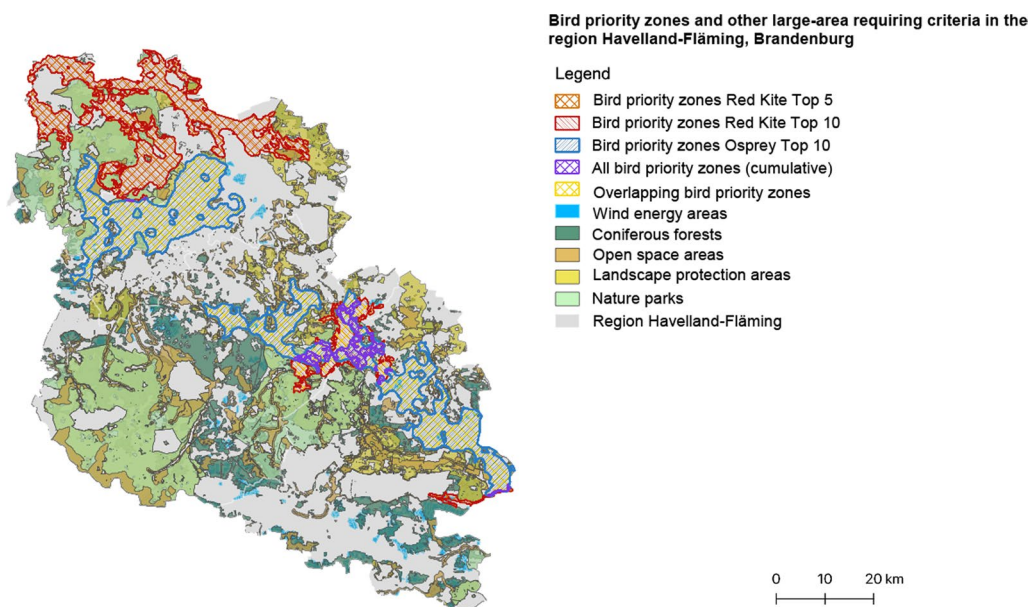 Bird priority zones and other large-area requiring criteria in the
region Havelland-Fläming, Brandenburg
Legend
Bird priority zones Red Kite Top 5
Bird priority zones Red Kite Top 10
Bird priority zones Osprey Top 10
All bird priority zones (cumulative)
Overlapping bird priority zones
Wind energy areas
Coniferous forests
Open space areas
Landscape protection areas
Nature parks
Region Havelland-Fläming
0 10 20 km